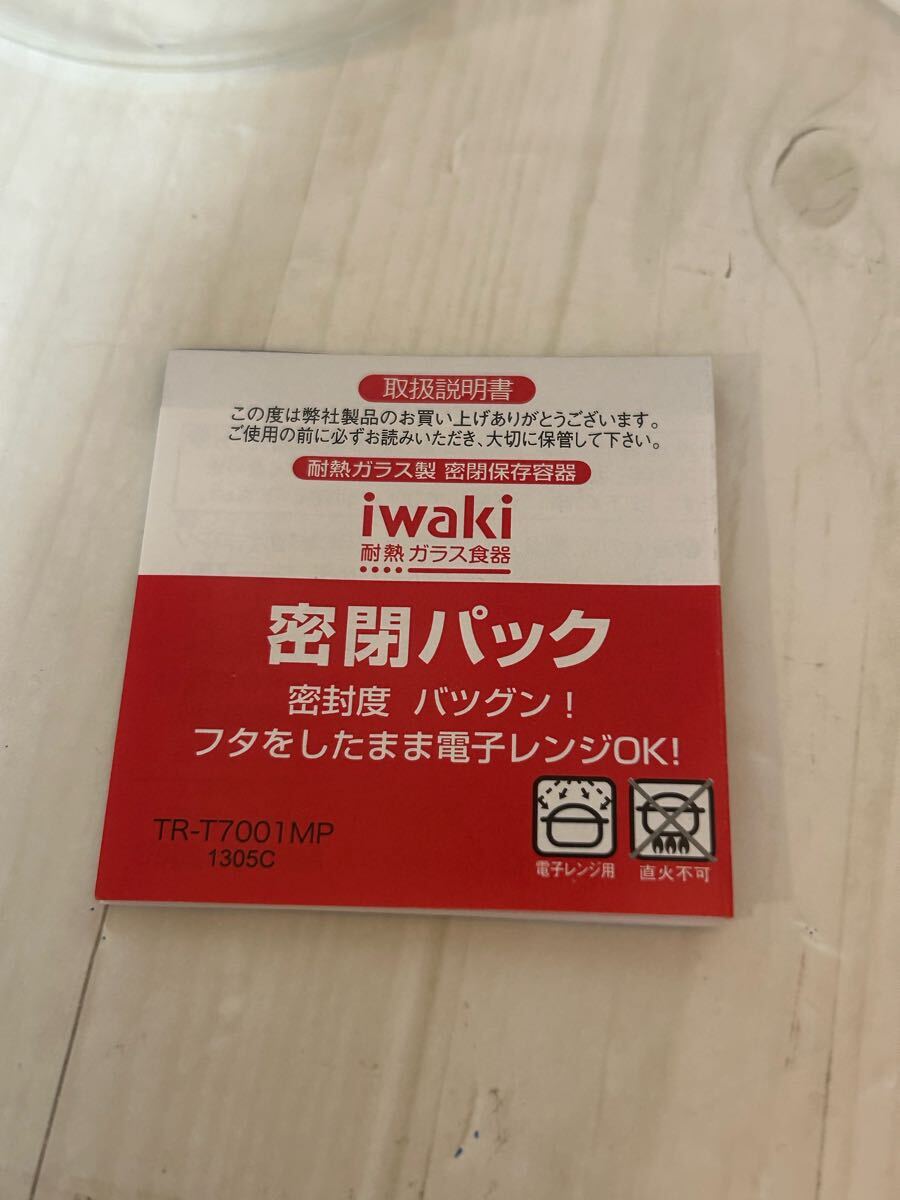 取扱説明書
この度は弊社製品のお買い上げありがとうございます。
ご使用の前に必ずお読みいただき、大切に保管して下さい。
耐熱ガラス製 密閉保存容器
iwaki
耐熱ガラス食器
密閉パック
密封度 バツグン!
フタをしたまま電子レンジOK!
TR-T7001MP
1305C
電子レンジ用
直火不可